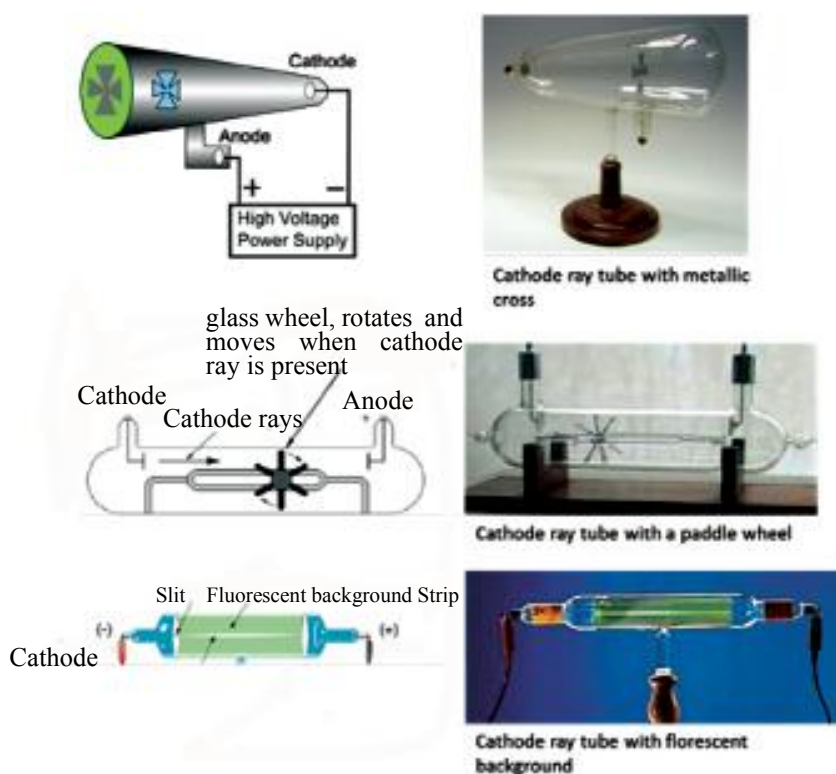 Cathode
Anode
+ −
High Voltage
Power Supply
Cathode ray tube with metallic
cross
glass wheel, rotates and
moves when cathode
ray is present
Cathode
Cathode rays
Anode
+
Cathode ray tube with a paddle wheel
Slit Fluorescent background Strip
(-) (+)
Cathode
Cathode ray tube with florescent
background